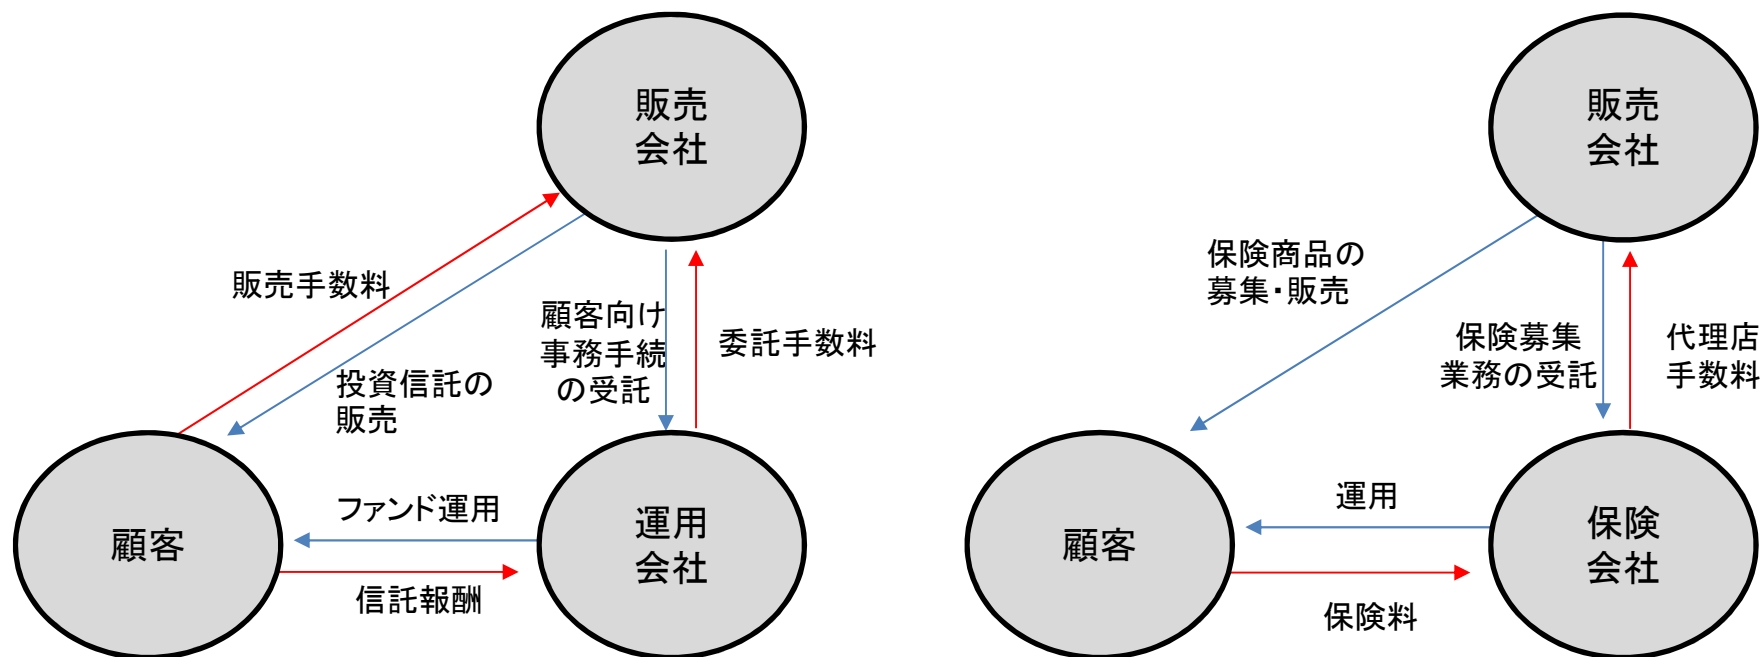 販売
会社
販売手数料
顧客向け
事務手続
の受託
委託手数料
投資信託の
販売
顧客
ファンド運用
運用
会社
信託報酬
販売
会社
保険商品の
募集・販売
保険募集
業務の受託
代理店
手数料
顧客
運用
保険
会社
保険料